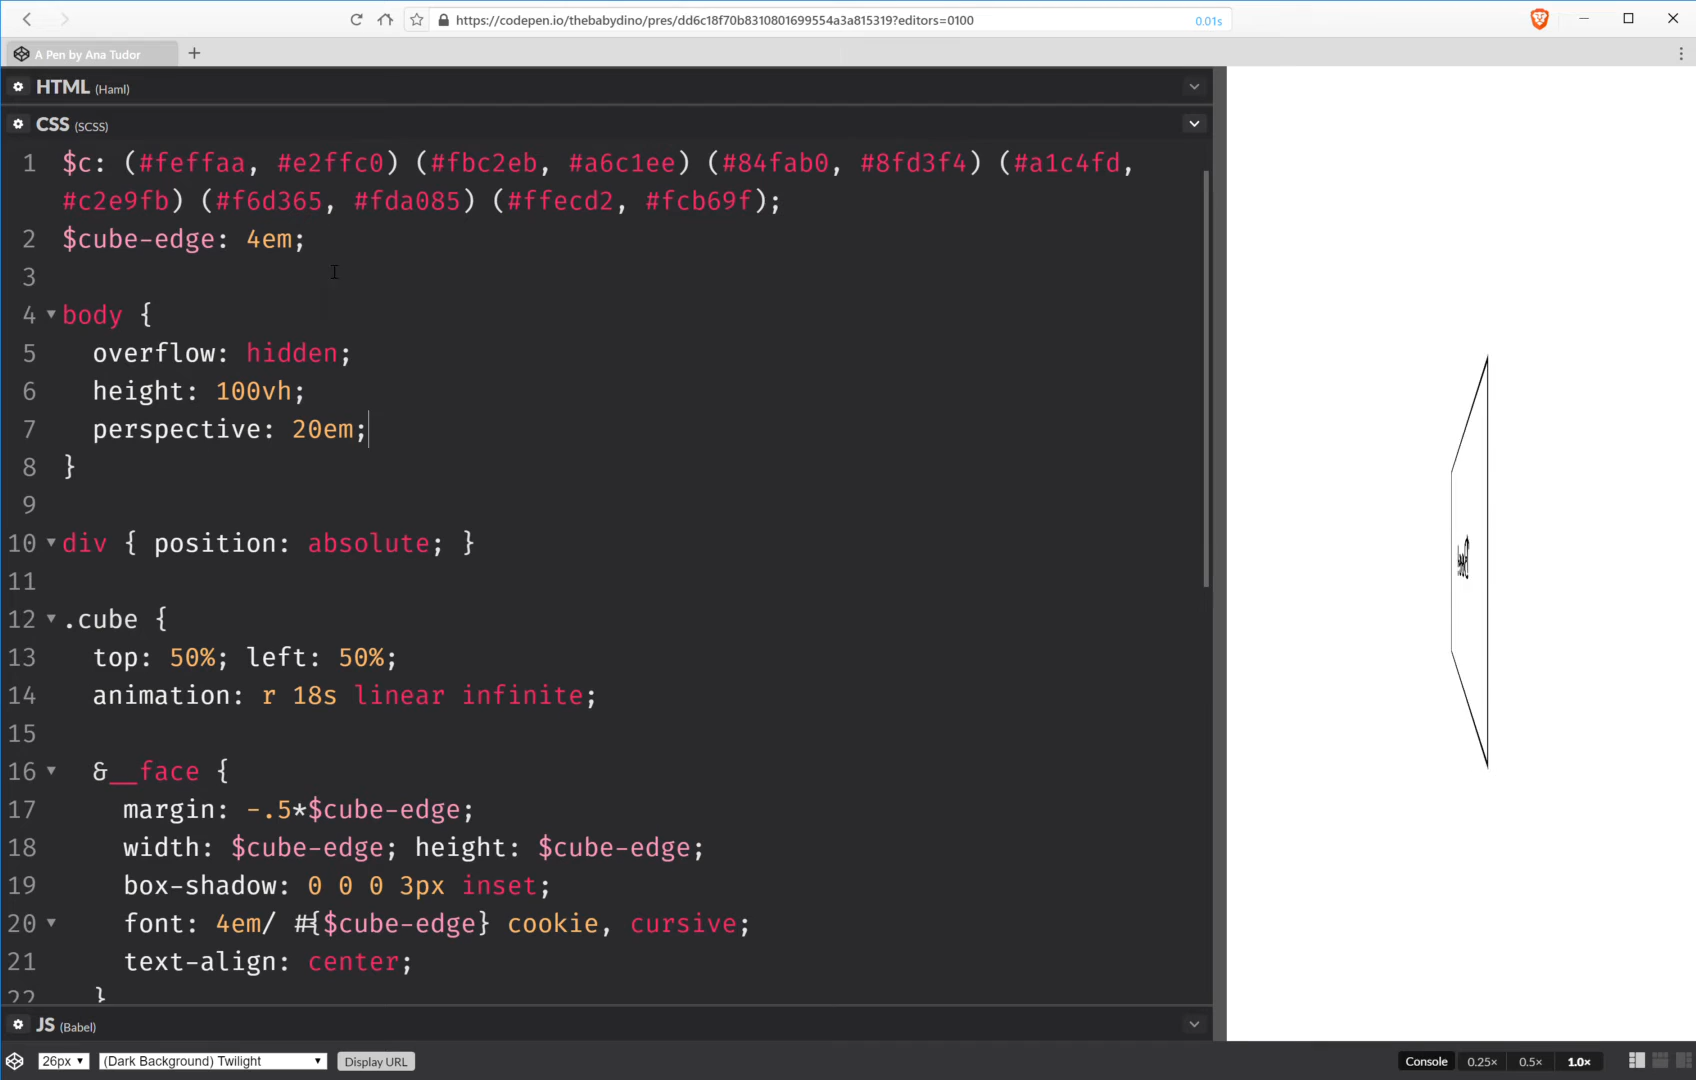 https://codepen.io/thebabydino/pres/dd6c18f70b8310801699554a3a815319?editors=0100
0.01s
A Pen by Ana Tudor
HTML (Haml)
CSS (SCSS)
1 $c: (#feffaa, #e2ffc0) (#fbc2eb, #a6c1ee) (#84fab0, #8fd3f4) (#a1c4fd,
#c2e9fb) (#f6d365, #fda085) (#ffecd2, #fcb69f);
2 $cube-edge: 4em;
3
4 body {
5 overflow: hidden;
6 height: 100vh;
7 perspective: 20em;
8 }
9
10 div { position: absolute; }
11
12 .cube {
13 top: 50%; left: 50%;
14 animation: r 18s linear infinite;
15
16 &__face {
17 margin: -.5*$cube-edge;
18 width: $cube-edge; height: $cube-edge;
19 box-shadow: 0 0 0 3px inset;
20 font: 4em/ #{$cube-edge} cookie, cursive;
21 text-align: center;
22 }
JS (Babel)
26px
(Dark Background) Twilight
Display URL
Console
0.25×
0.5×
1.0×